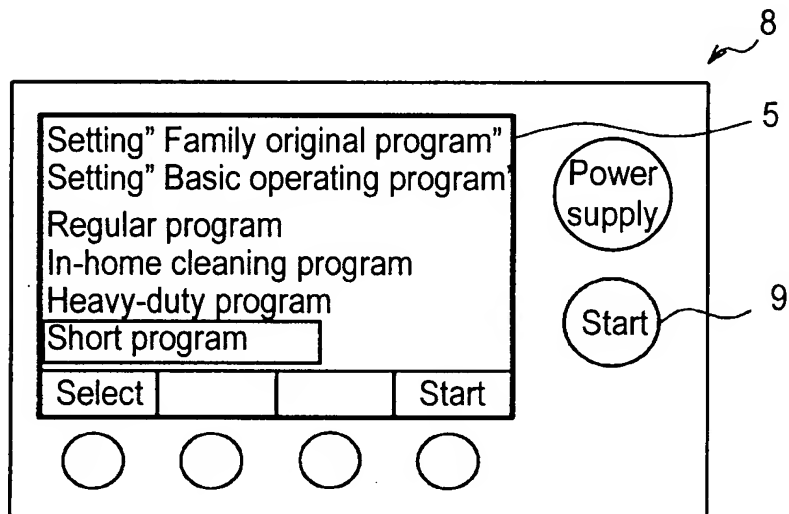 8
5
Setting” Family original program”
Setting” Basic operating program”
Regular program
In-home cleaning program
Heavy-duty program
Short program
Select
Start
Power
supply
Start
9